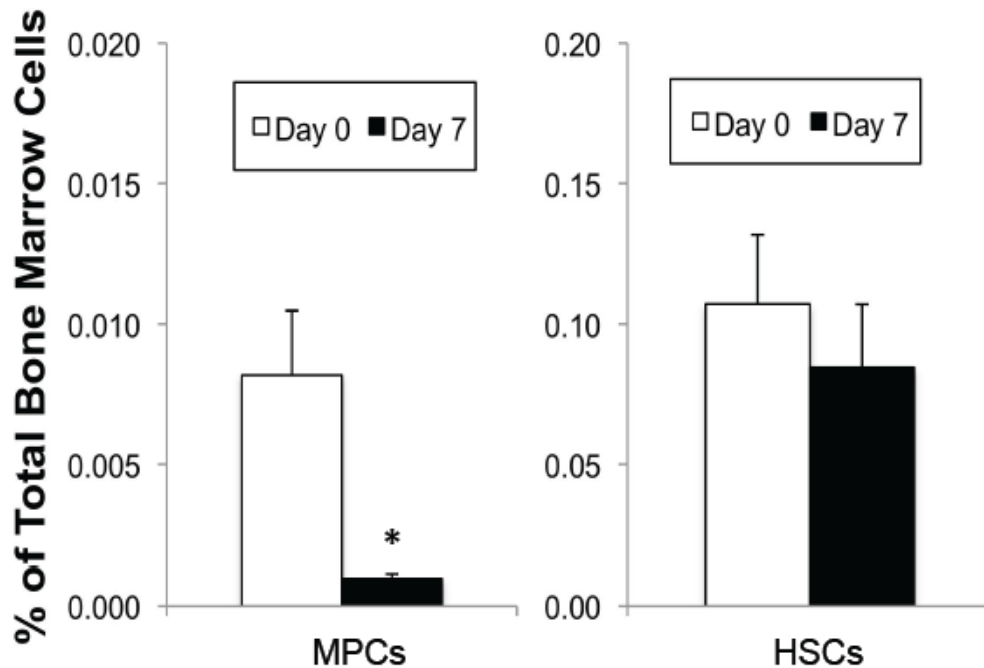 % of Total Bone Marrow Cells
0.020
0.015
0.010
0.005
0.000
□Day 0 ■Day 7
*
MPCs
0.20
0.15
0.10
0.05
0.00
□Day 0 ■Day 7
HSCs